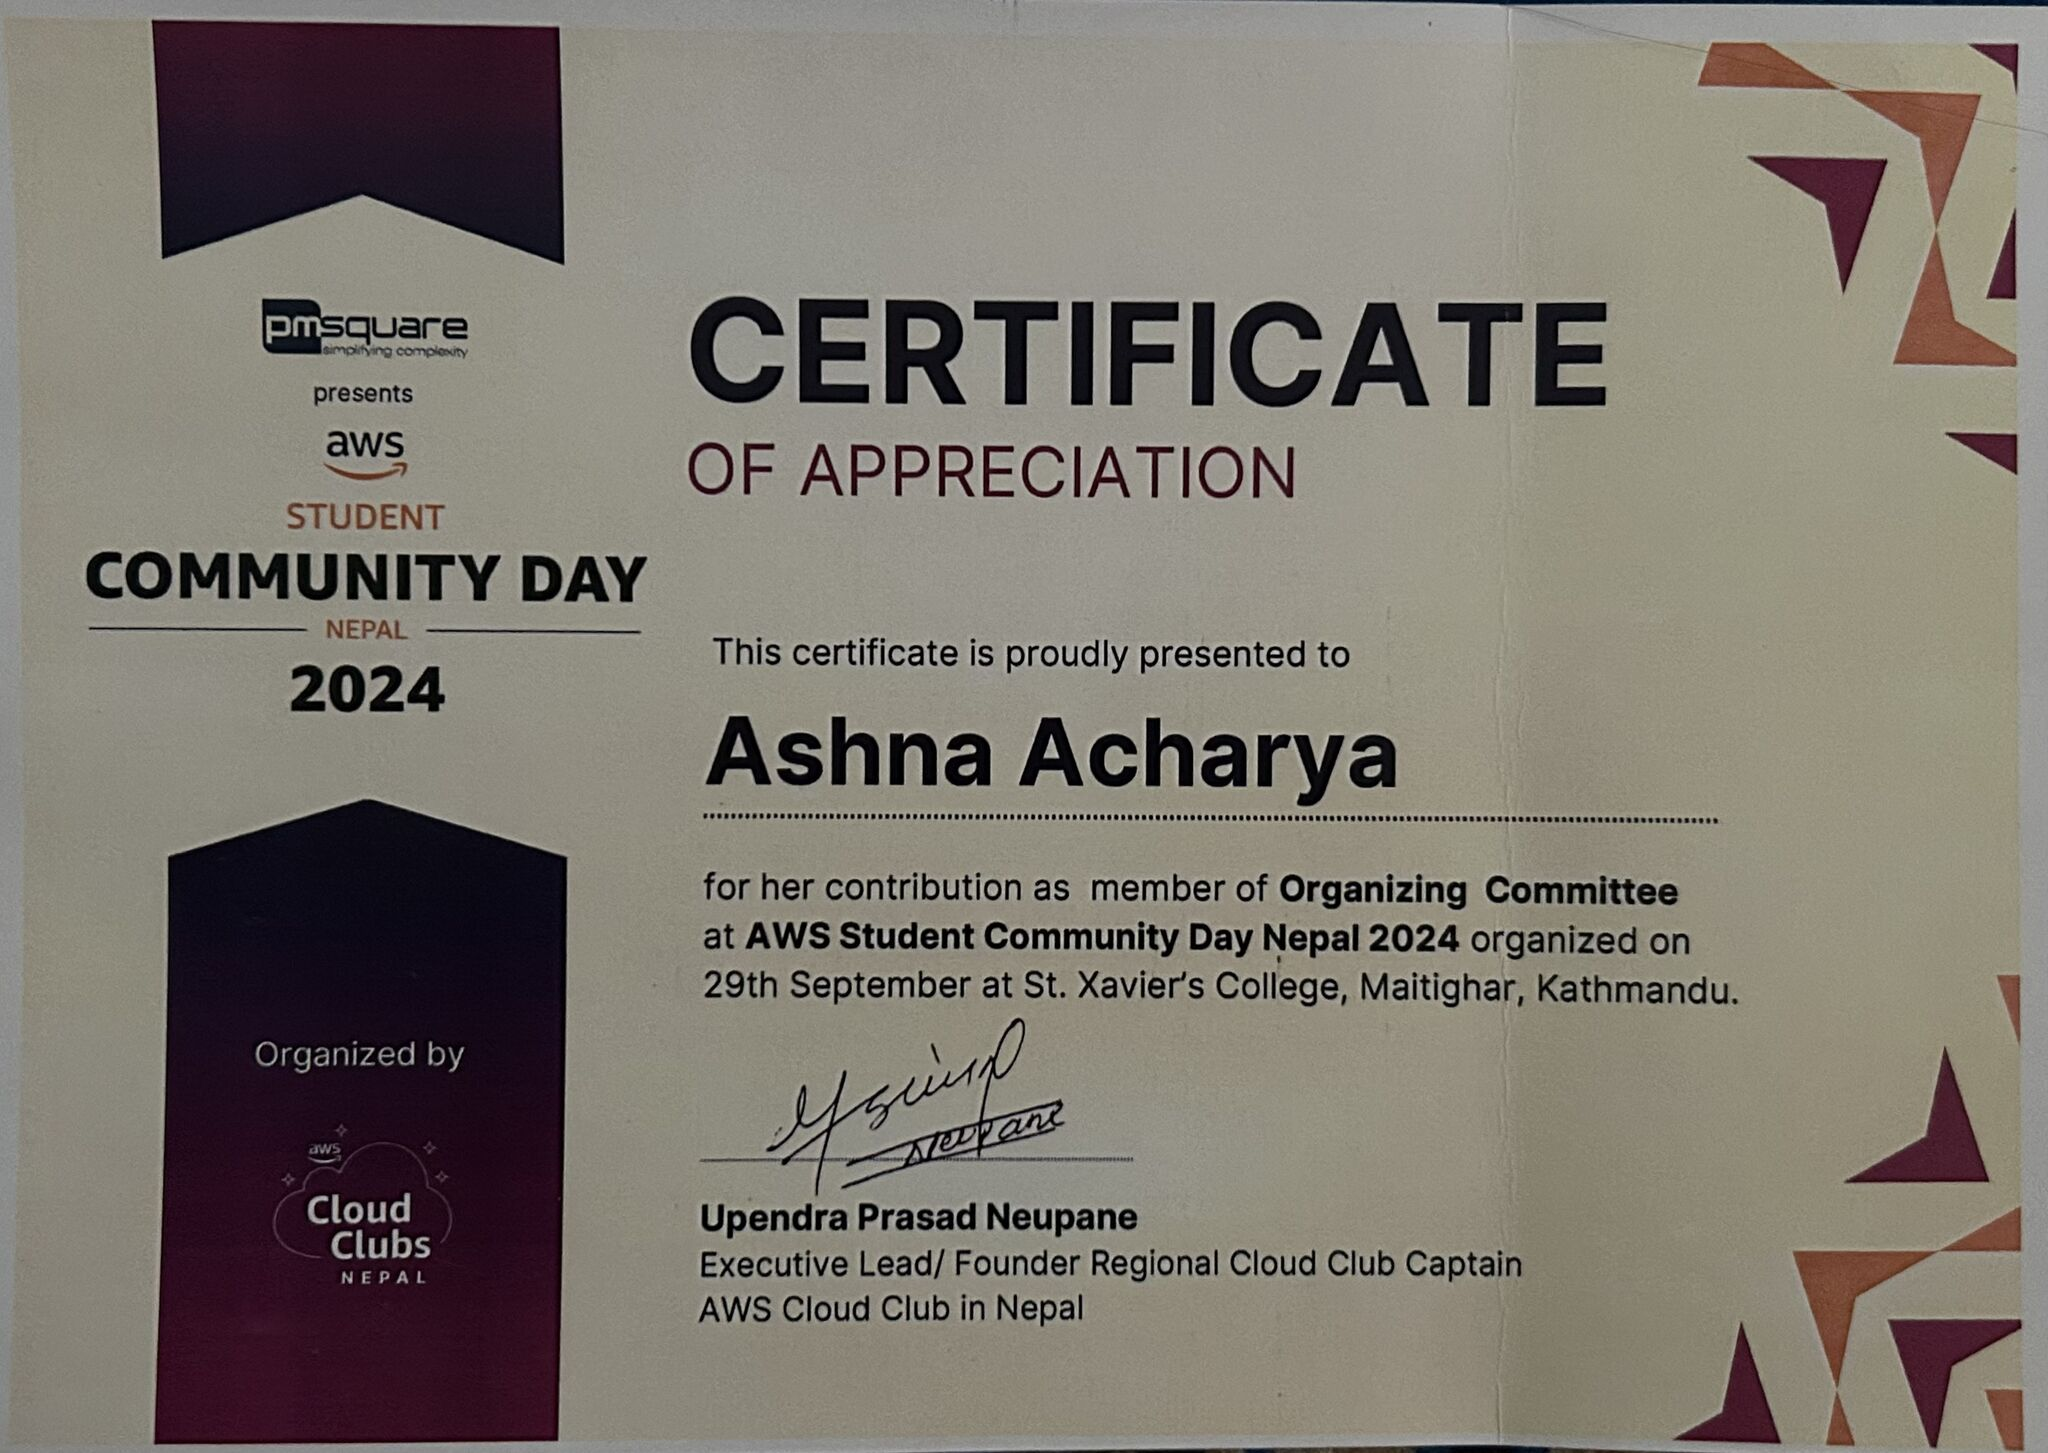 pmsquare
simplifying complexity
presents
aws
STUDENT
COMMUNITY DAY
NEPAL
2024
Organized by
aws
Cloud
Clubs
NEPAL
CERTIFICATE
OF APPRECIATION
This certificate is proudly presented to
Ashna Acharya
for her contribution as member of Organizing Committee
at AWS Student Community Day Nepal 2024 organized on
29th September at St. Xavier's College, Maitighar, Kathmandu.
Neupane
Upendra Prasad Neupane
Executive Lead/ Founder Regional Cloud Club Captain
AWS Cloud Club in Nepal